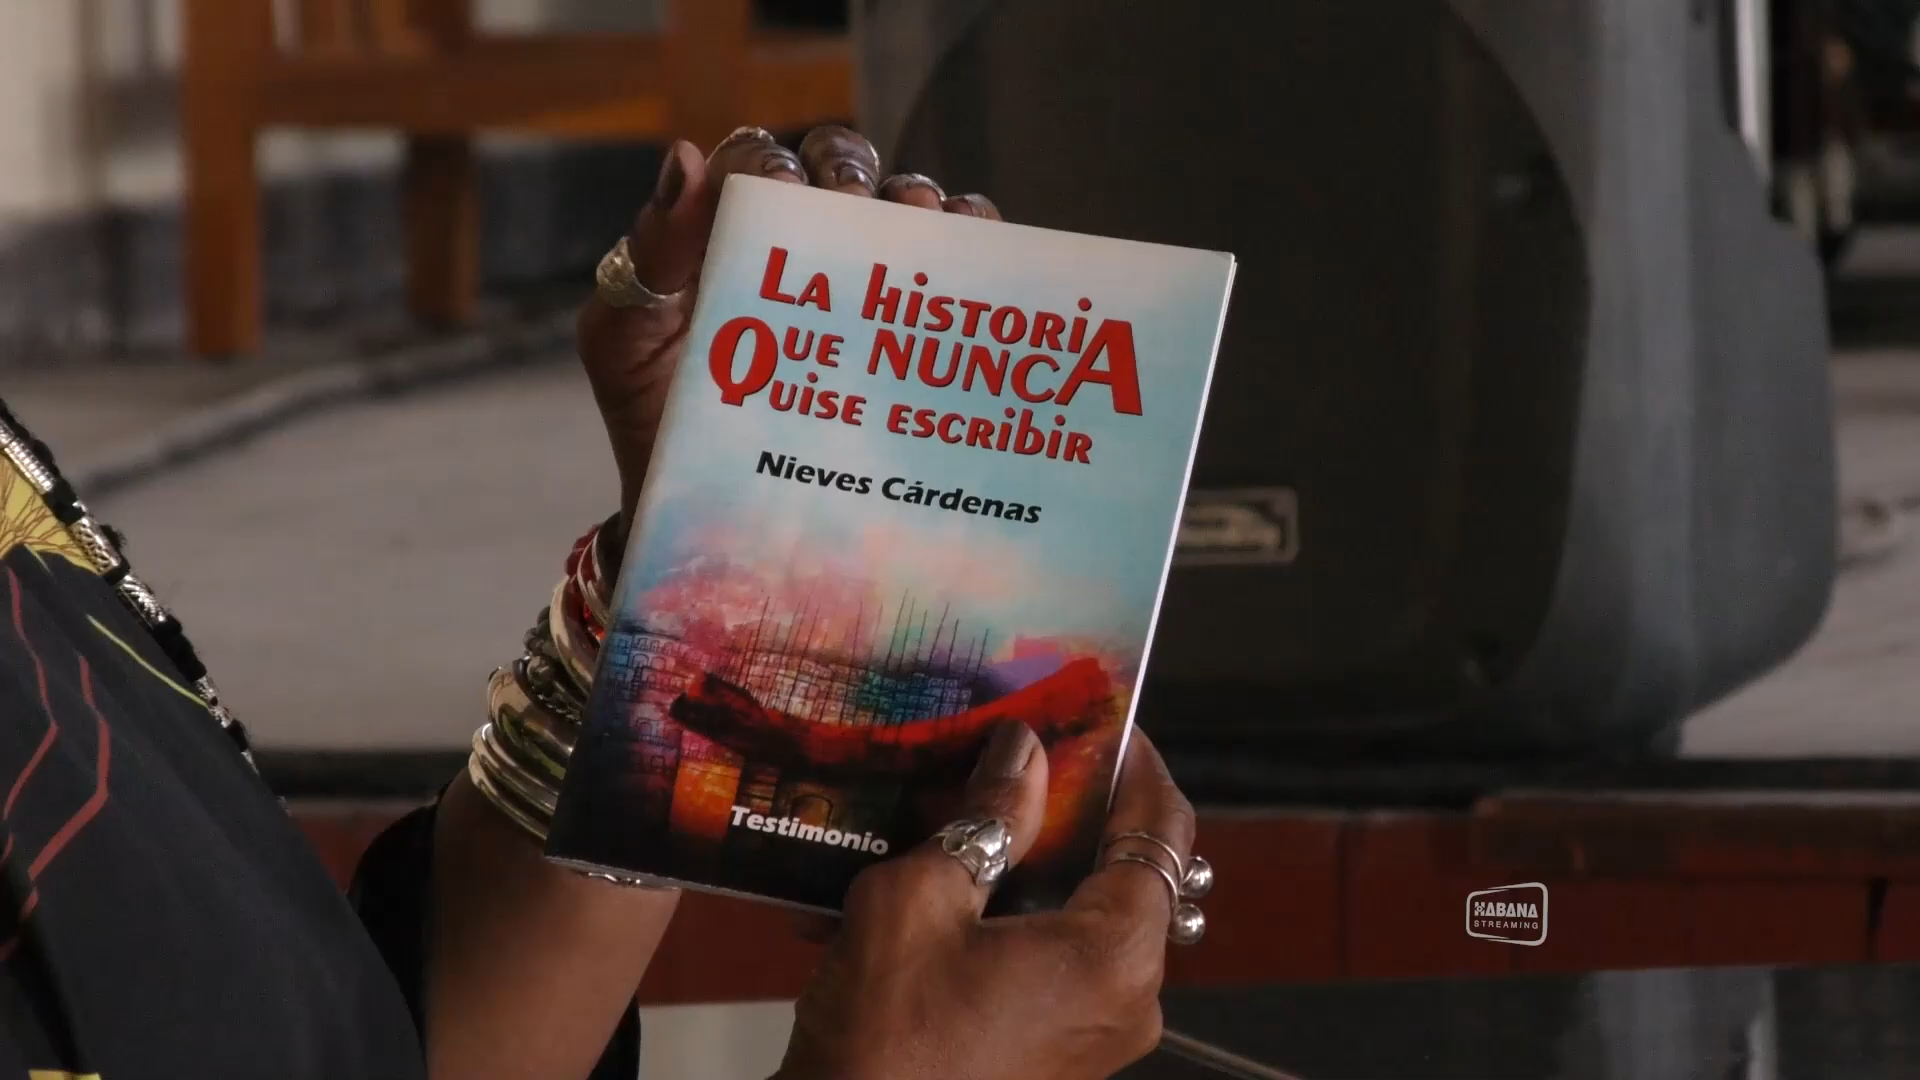 La historia
Que nunca
Quise escribir
Nieves Cárdenas
Testimonio
HABANA
STREAMING